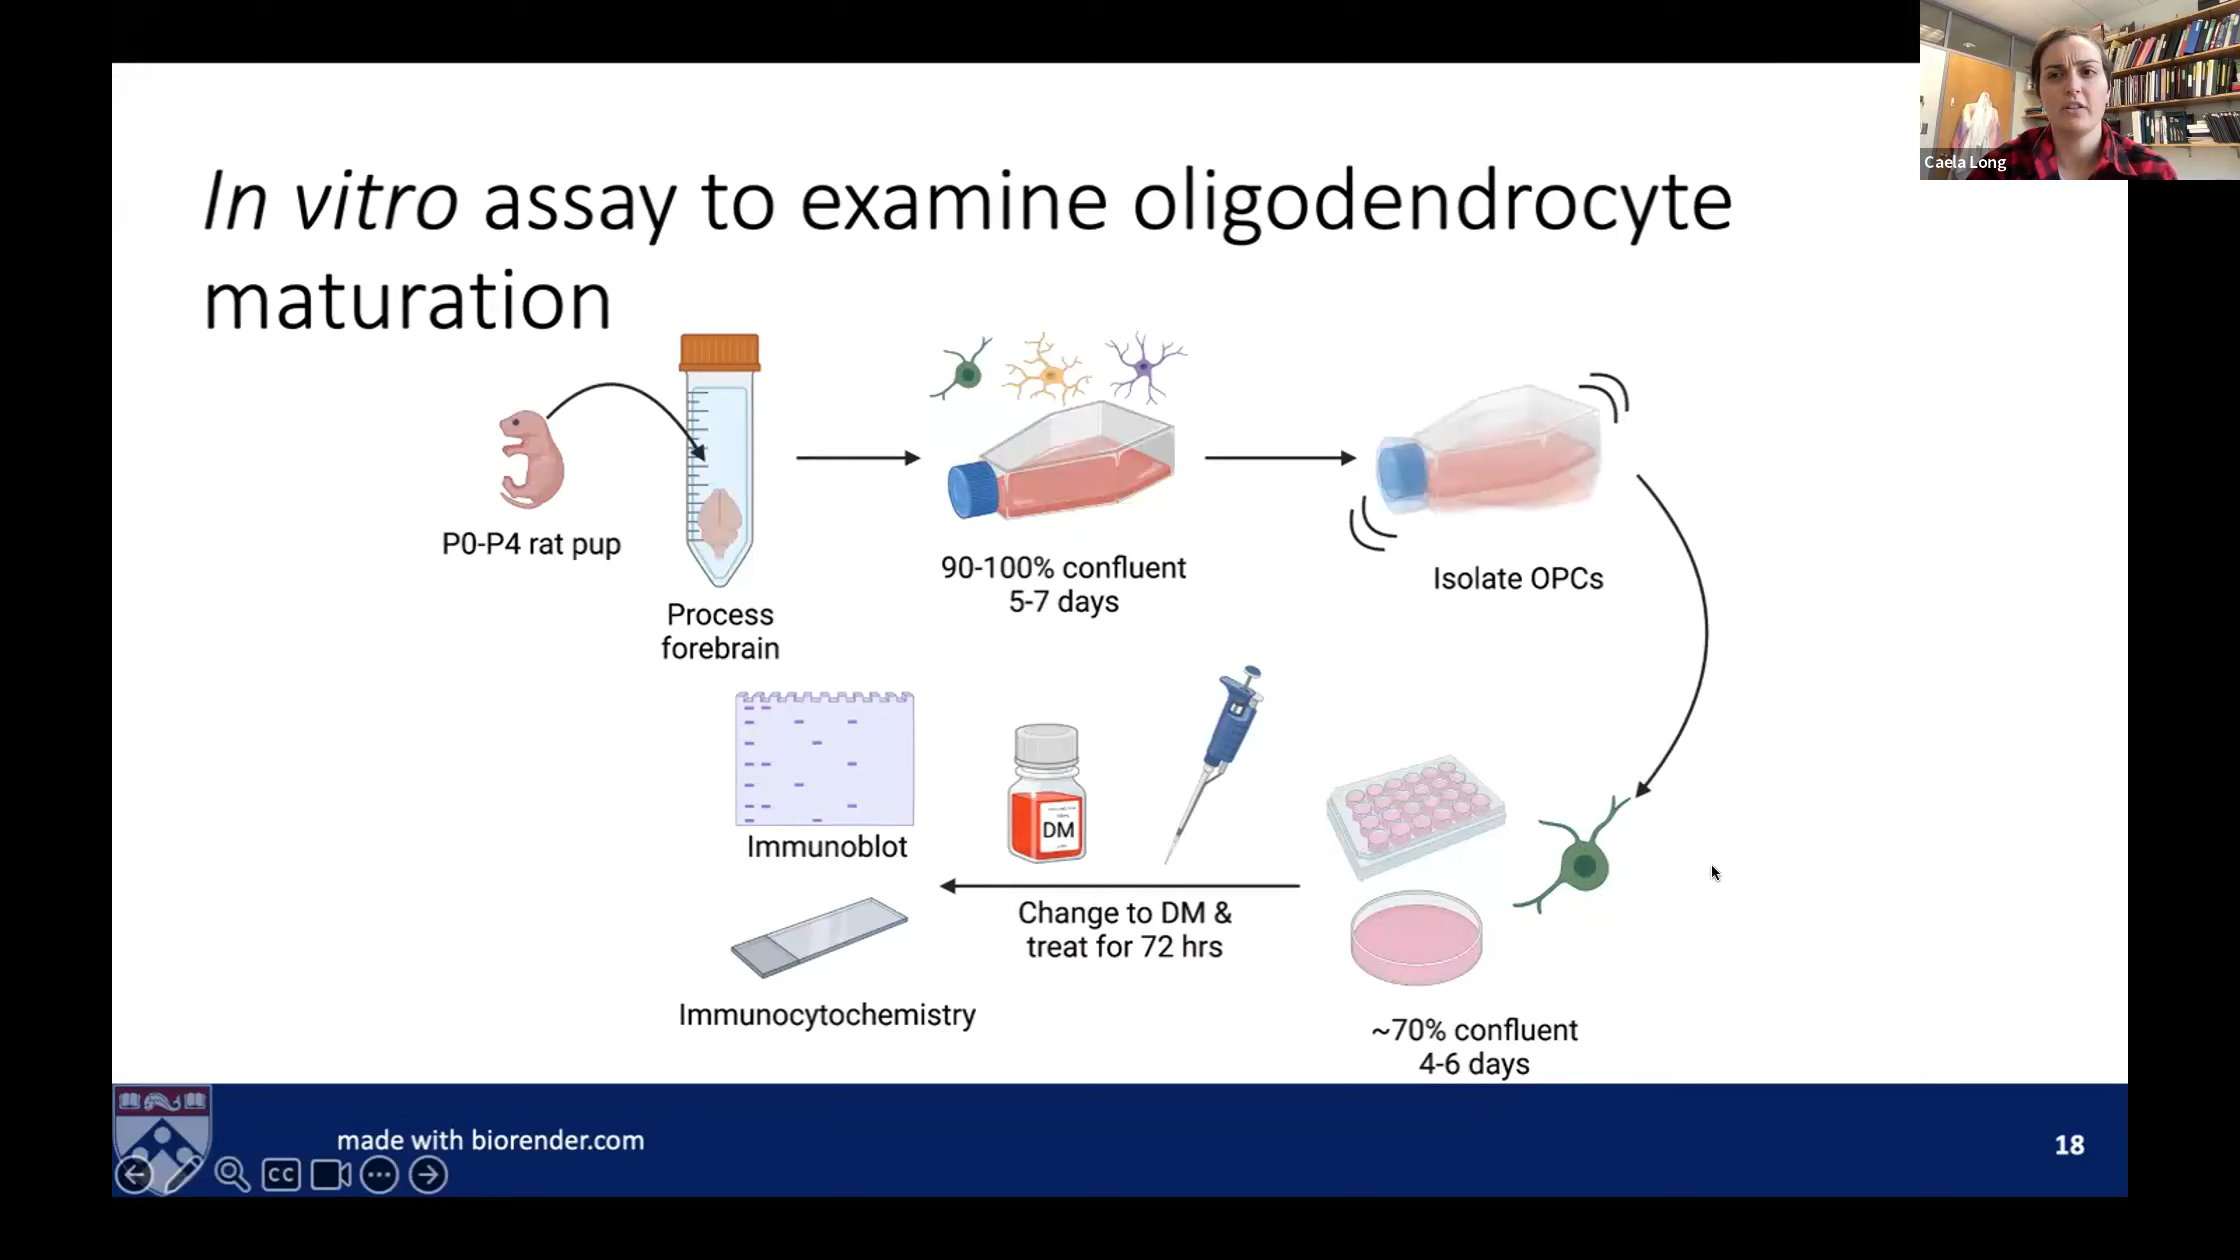 Caela Long
In vitro assay to examine oligodendrocyte
maturation
P0-P4 rat pup
Process
forebrain
90-100% confluent
5-7 days
Isolate OPCs
Immunoblot
DM
Change to DM &
treat for 72 hrs
Immunocytochemistry
~70% confluent
4-6 days
made with biorender.com
18
CC